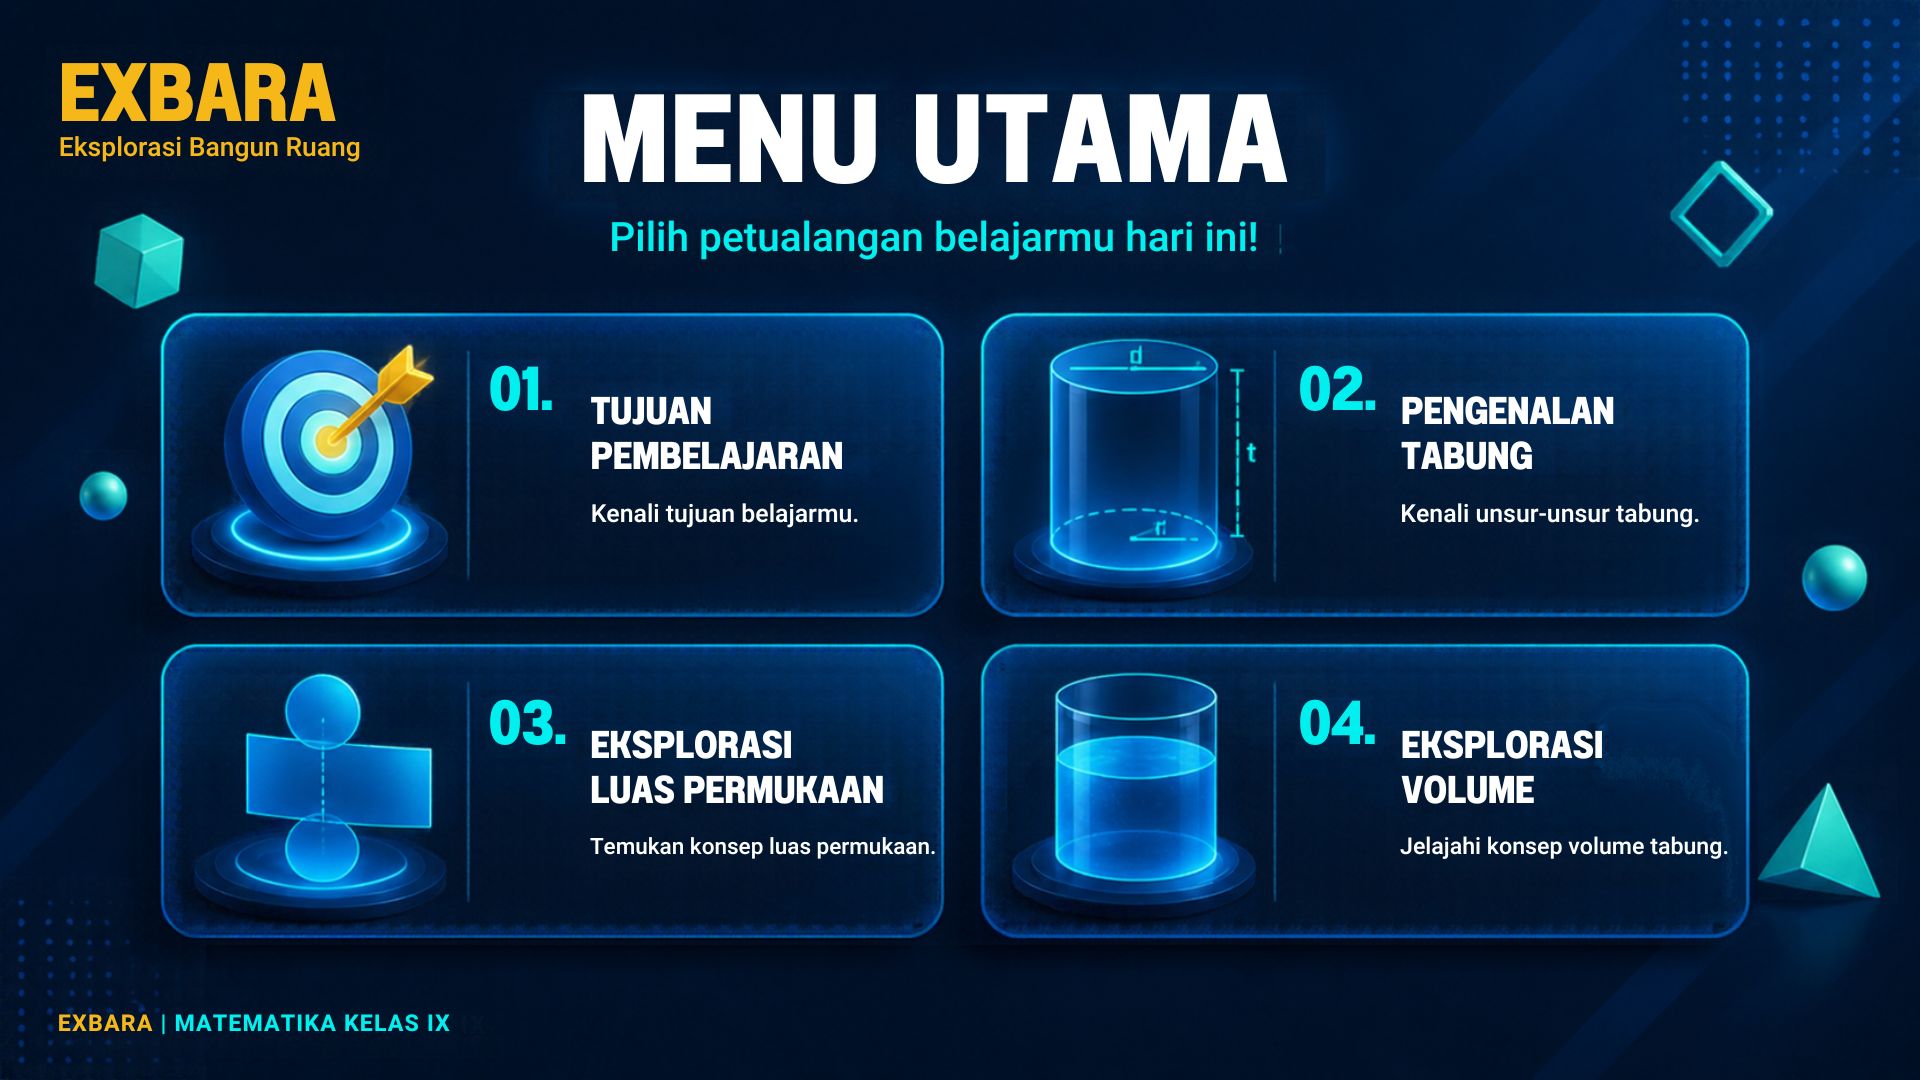 EXBARA
Eksplorasi Bangun Ruang
MENU UTAMA
Pilih petualangan belajarmu hari ini!
01.
TUJUAN
PEMBELAJARAN
Kenali tujuan belajarmu.
d
t
r
02.
PENGENALAN
TABUNG
Kenali unsur-unsur tabung.
03.
EKSPLORASI
LUAS PERMUKAAN
Temukan konsep luas permukaan.
04.
EKSPLORASI
VOLUME
Jelajahi konsep volume tabung.
EXBARA | MATEMATIKA KELAS IX